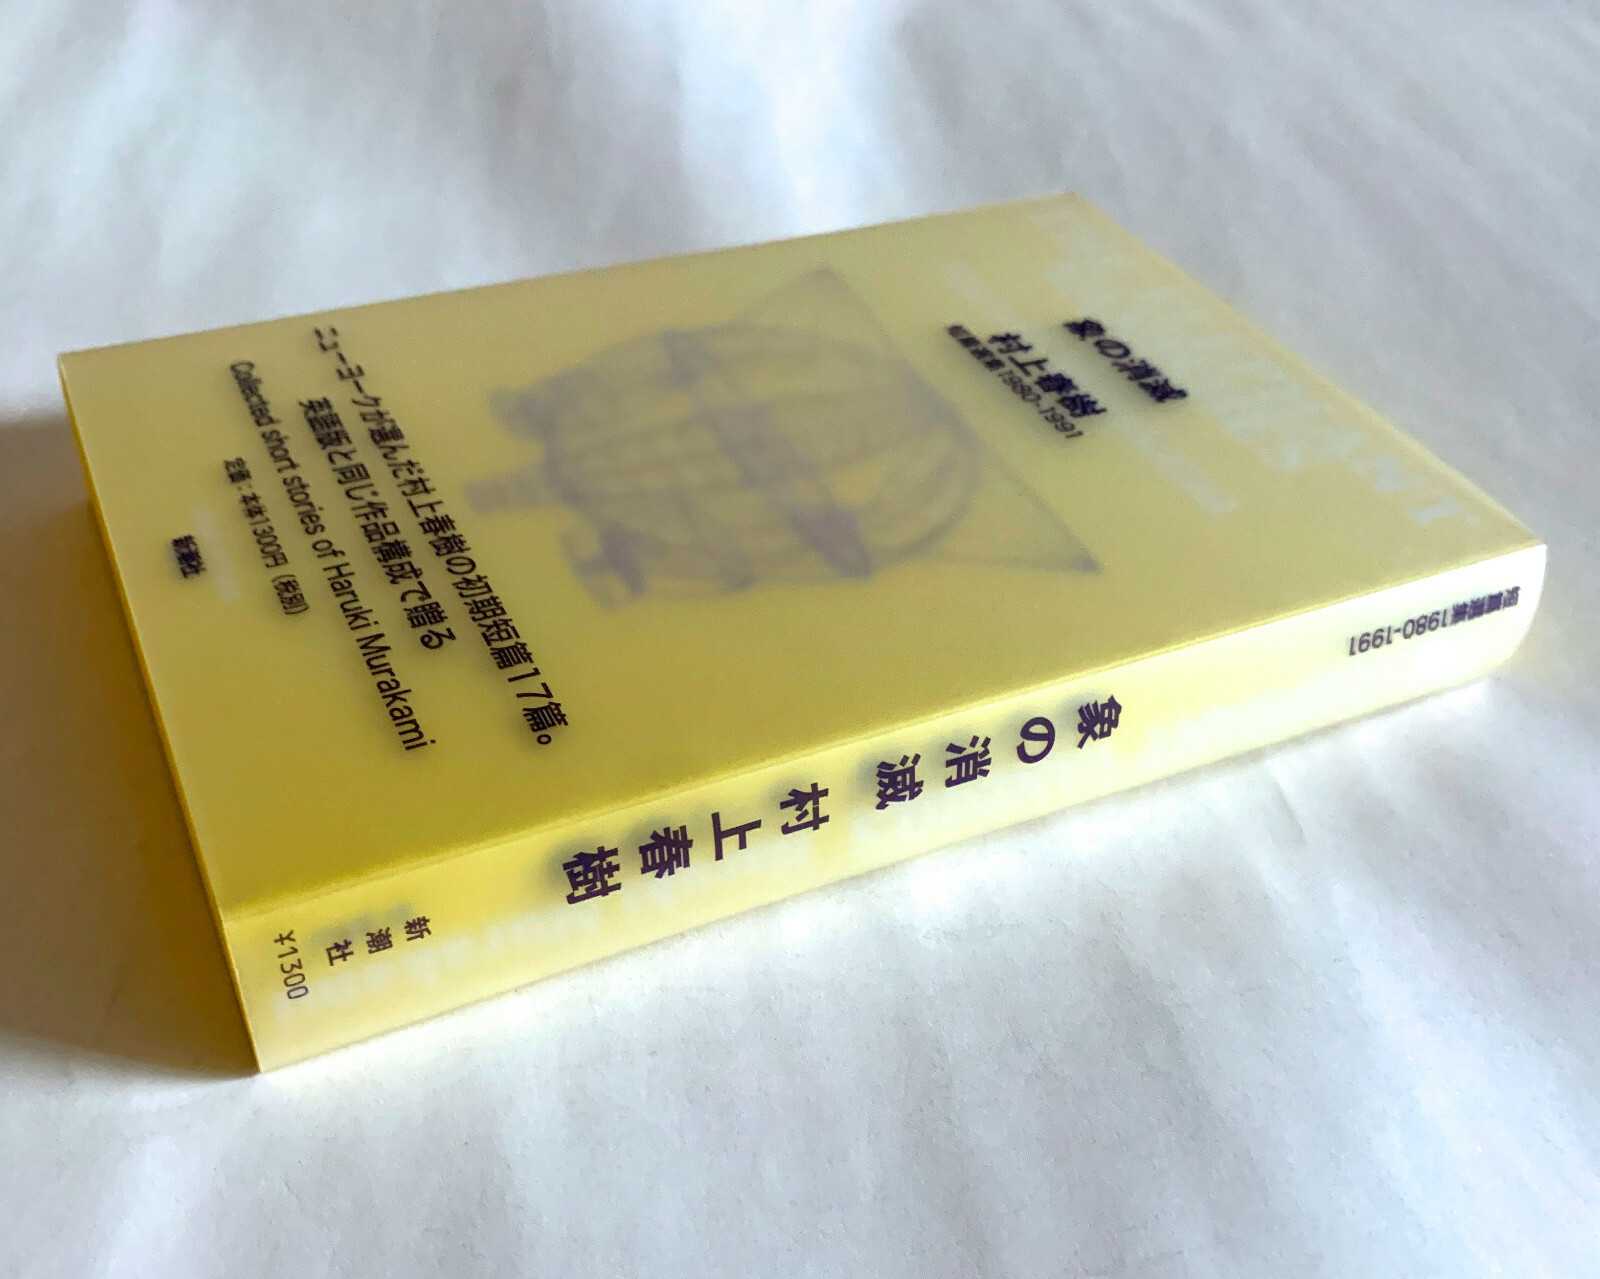 象の消滅
村上春樹
短篇選集1980-1991
ニューヨークが選んだ村上春樹の初期短篇17篇。
英語版と同じ作品構成で贈る
Collected short stories of Haruki Murakami
定価：本体1300円（税別）
新潮社
短篇選集1980-1991
象の消滅 村上春樹
新潮社
¥1300